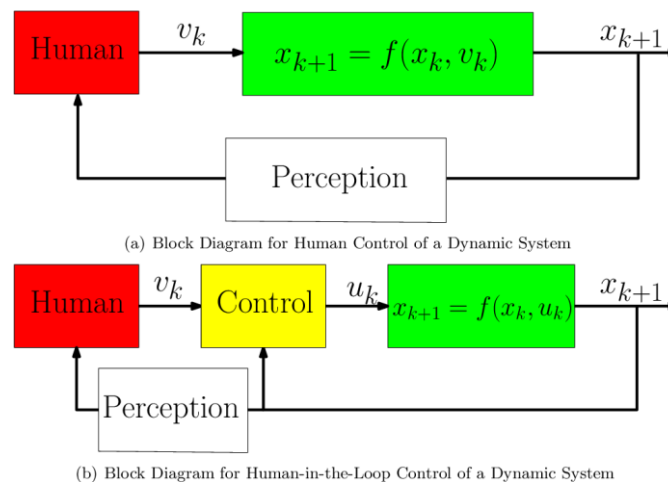 Human v_k x_{k+1} = f(x_k, v_k) x_{k+1}
Perception
(a) Block Diagram for Human Control of a Dynamic System
Human v_k Control u_k x_{k+1} = f(x_k, u_k) x_{k+1}
Perception
(b) Block Diagram for Human-in-the-Loop Control of a Dynamic System